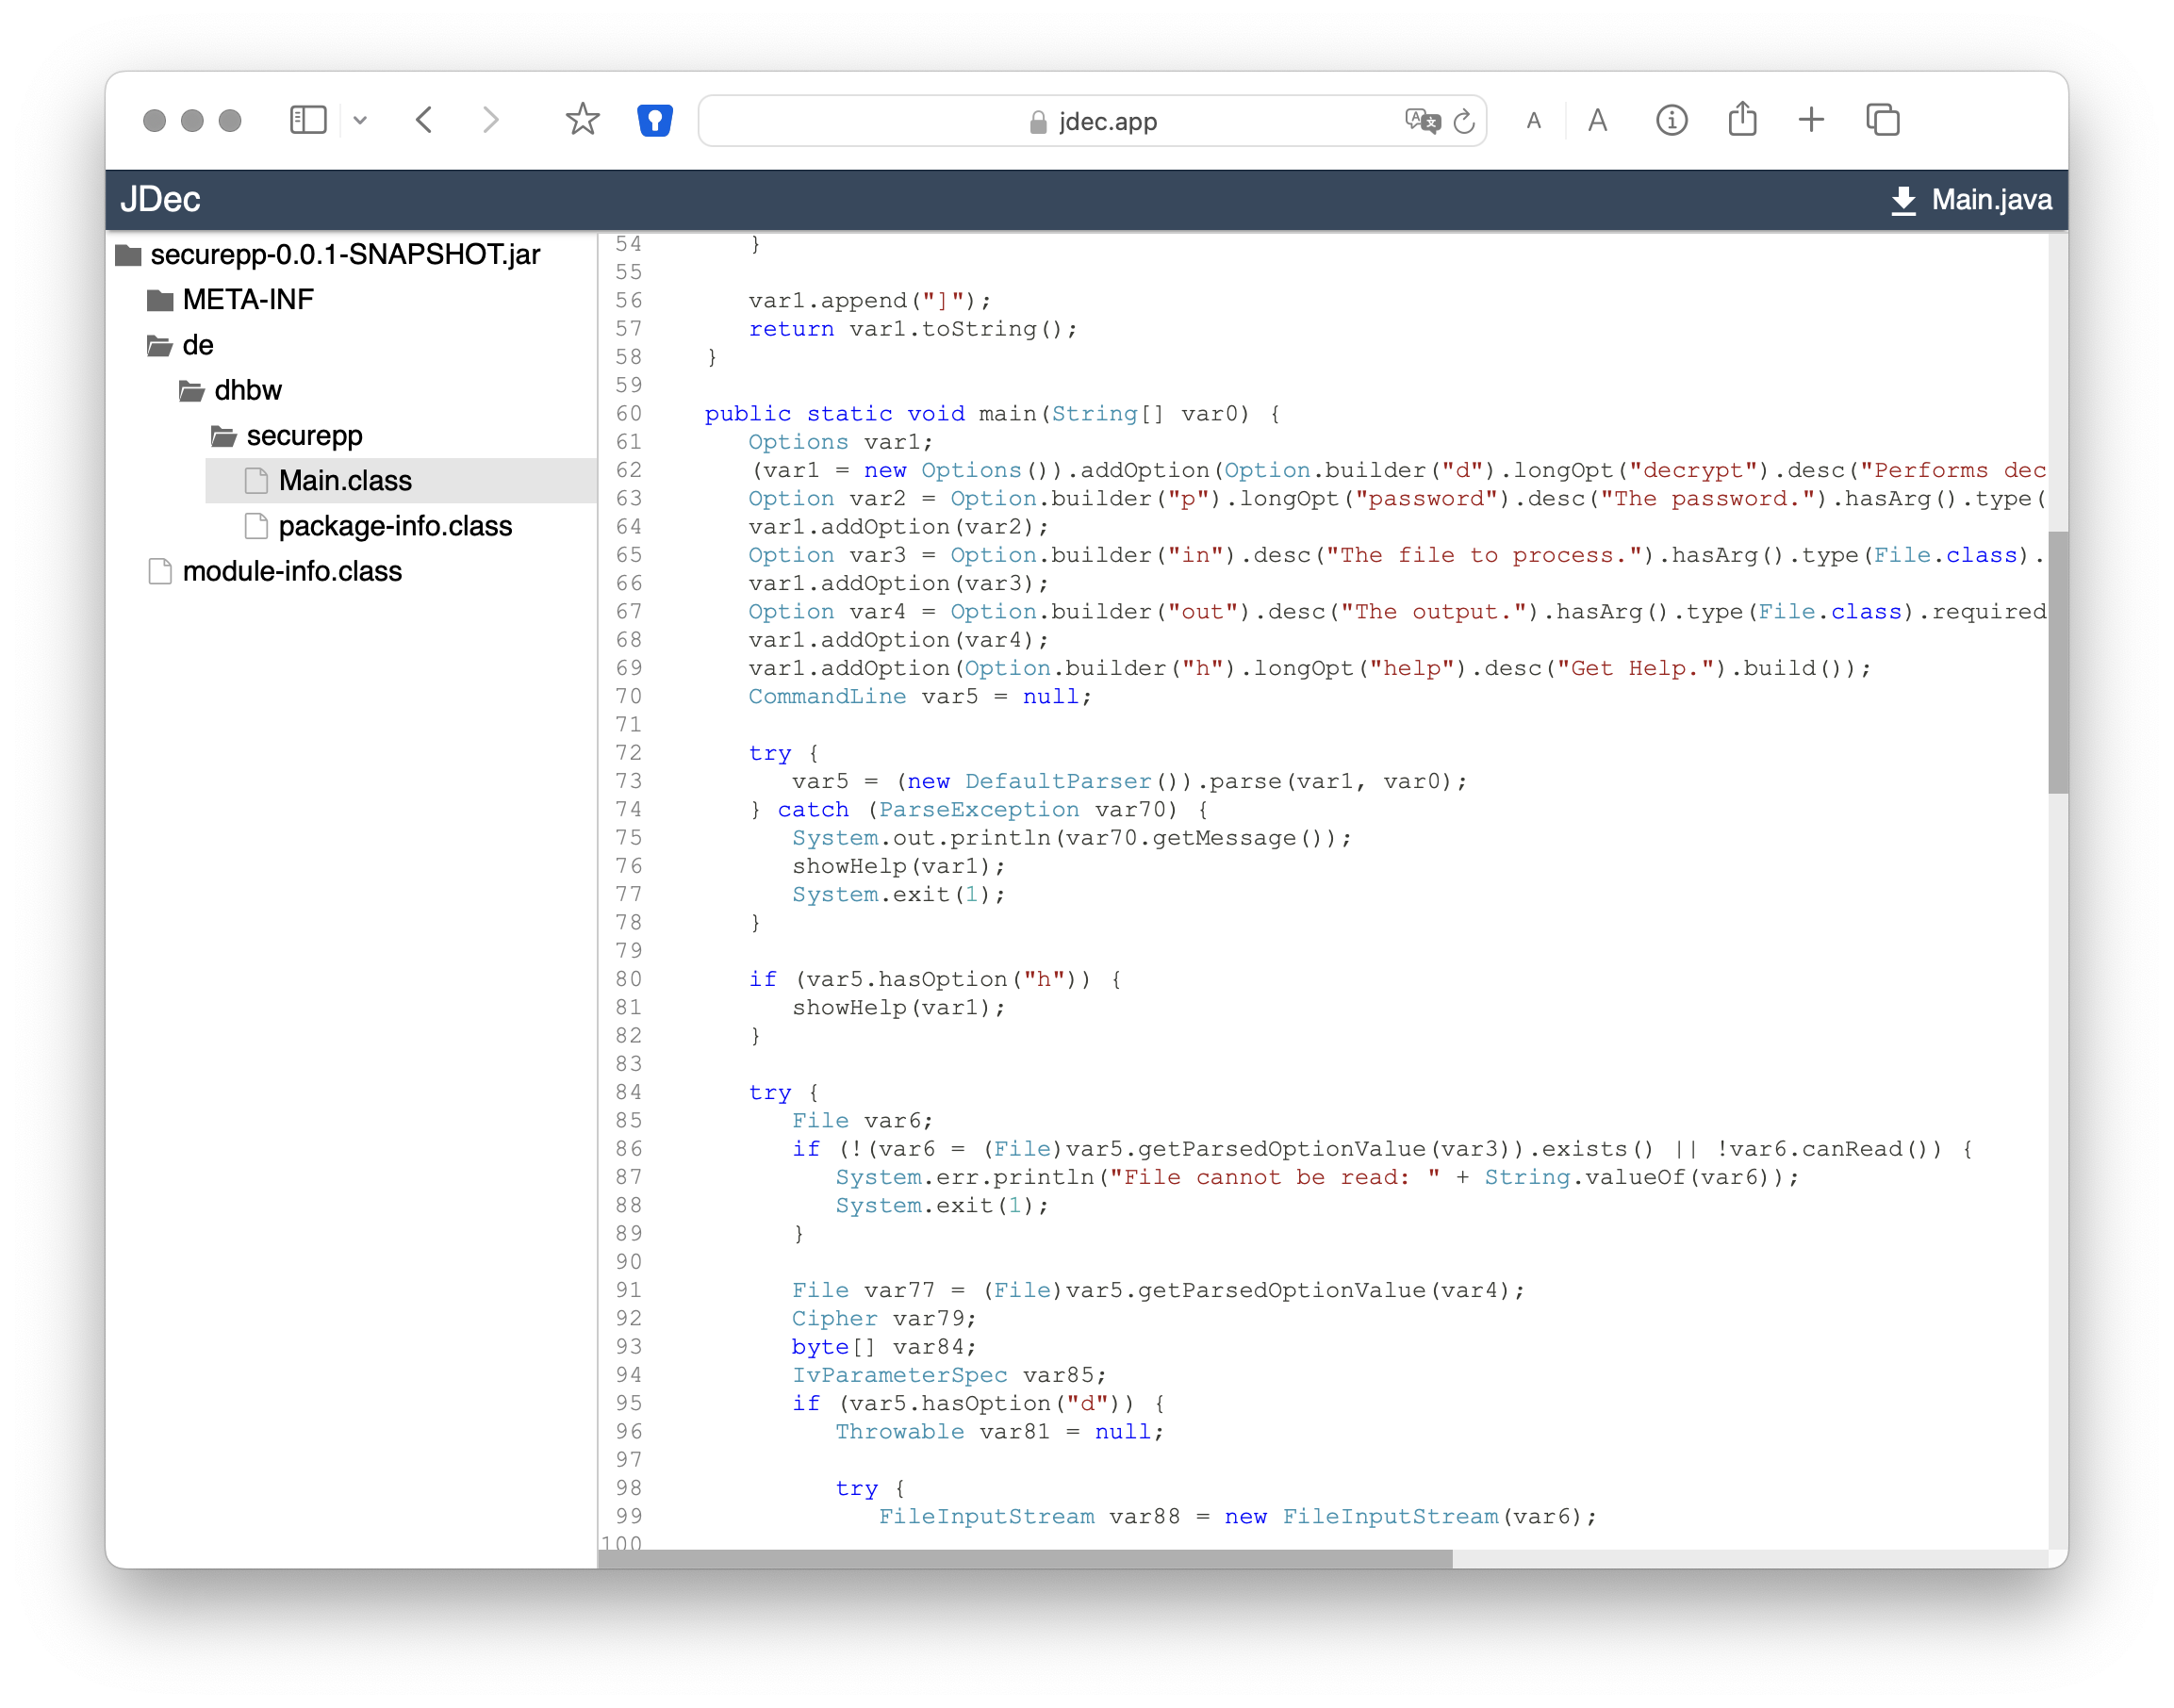 jdec.app
A A
JDec
Main.java
securepp-0.0.1-SNAPSHOT.jar
META-INF
de
dhbw
securepp
Main.class
package-info.class
module-info.class
54 }
55
56 var1.append("]");
57 return var1.toString();
58 }
59
60 public static void main(String[] var0) {
61 Options var1;
62 (var1 = new Options()).addOption(Option.builder("d").longOpt("decrypt").desc("Performs dec
63 Option var2 = Option.builder("p").longOpt("password").desc("The password.").hasArg().type(
64 var1.addOption(var2);
65 Option var3 = Option.builder("in").desc("The file to process.").hasArg().type(File.class).
66 var1.addOption(var3);
67 Option var4 = Option.builder("out").desc("The output.").hasArg().type(File.class).required
68 var1.addOption(var4);
69 var1.addOption(Option.builder("h").longOpt("help").desc("Get Help.").build());
70 CommandLine var5 = null;
71
72 try {
73 var5 = (new DefaultParser()).parse(var1, var0);
74 } catch (ParseException var70) {
75 System.out.println(var70.getMessage());
76 showHelp(var1);
77 System.exit(1);
78 }
79
80 if (var5.hasOption("h")) {
81 showHelp(var1);
82 }
83
84 try {
85 File var6;
86 if (!(var6 = (File)var5.getParsedOptionValue(var3)).exists() || !var6.canRead()) {
87 System.err.println("File cannot be read: " + String.valueOf(var6));
88 System.exit(1);
89 }
90
91 File var77 = (File)var5.getParsedOptionValue(var4);
92 Cipher var79;
93 byte[] var84;
94 IvParameterSpec var85;
95 if (var5.hasOption("d")) {
96 Throwable var81 = null;
97
98 try {
99 FileInputStream var88 = new FileInputStream(var6);
100